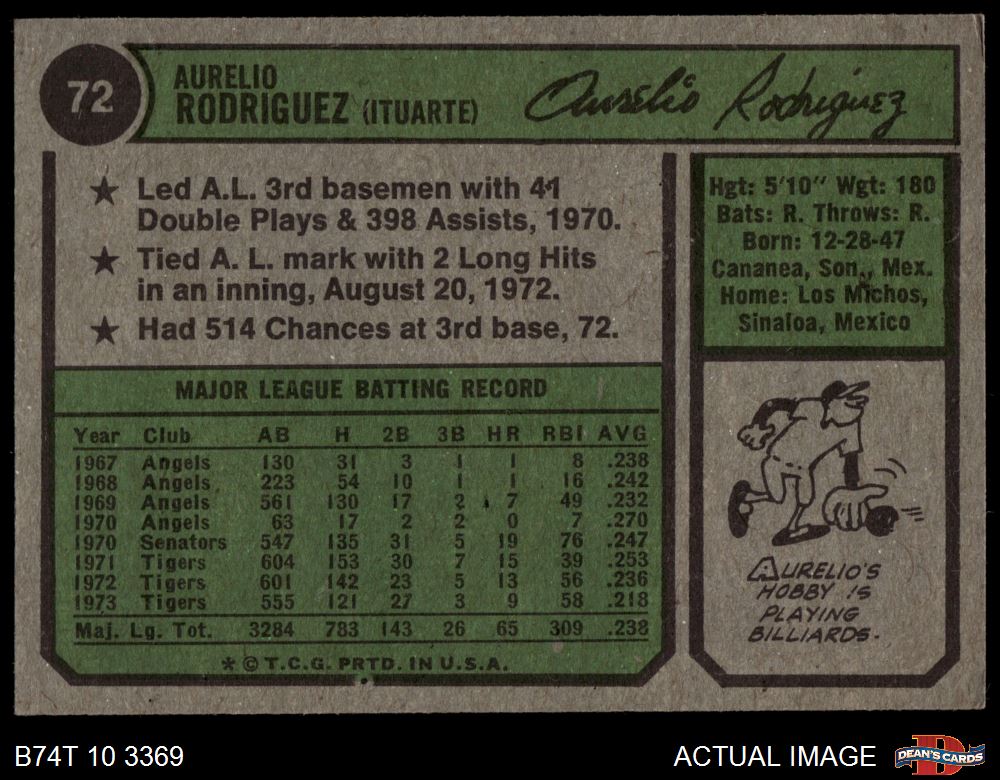 72
AURELIO
RODRIGUEZ (ITUARTE)
Aurelio Rodriguez
★ Led A.L. 3rd basemen with 41
Double Plays & 398 Assists, 1970.
★ Tied A. L. mark with 2 Long Hits
in an inning, August 20, 1972.
★ Had 514 Chances at 3rd base, 72.
Hgt: 5'10" Wgt: 180
Bats: R. Throws: R.
Born: 12-28-47
Cananea, Son., Mex.
Home: Los Michos,
Sinaloa, Mexico
MAJOR LEAGUE BATTING RECORD
Year Club AB H 2B 3B HR RBI AVG
1967 Angels 130 31 3 1 1 8 .238
1968 Angels 223 54 10 1 1 16 .242
1969 Angels 561 130 17 2 7 49 .232
1970 Angels 63 17 2 2 0 7 .270
1970 Senators 547 135 31 5 19 76 .247
1971 Tigers 604 153 30 7 15 39 .253
1972 Tigers 601 142 23 5 13 56 .236
1973 Tigers 555 121 27 3 9 58 .218
Maj. Lg. Tot. 3284 783 143 26 65 309 .238
* © T.C.G. PRTD. IN U.S.A.
AURELIO'S
HOBBY IS
PLAYING
BILLIARDS.
B74T 10 3369
ACTUAL IMAGE
DEAN'S CARDS